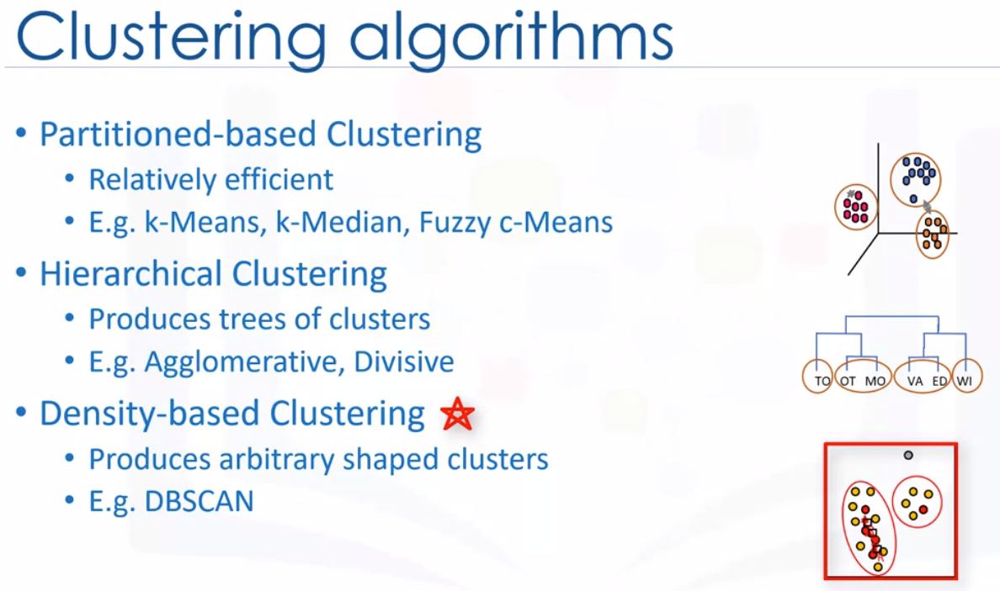 Clustering algorithms
• Partitioned-based Clustering
• Relatively efficient
• E.g. k-Means, k-Median, Fuzzy c-Means
• Hierarchical Clustering
• Produces trees of clusters
• E.g. Agglomerative, Divisive
• Density-based Clustering
• Produces arbitrary shaped clusters
• E.g. DBSCAN
TO OT MO VA ED WI